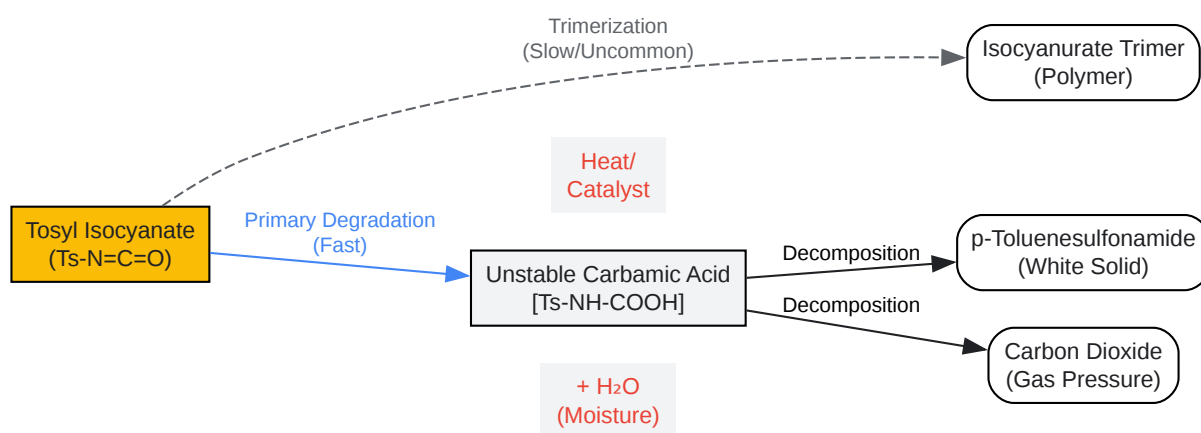 Trimerization
(Slow/Uncommon)
Isocyanurate Trimer
(Polymer)
Heat/
Catalyst
Tosyl Isocyanate
(Ts-N=C=O)
Primary Degradation
(Fast)
Unstable Carbamic Acid
[Ts-NH-COOH]
Decomposition
p-Toluenesulfonamide
(White Solid)
Decomposition
Carbon Dioxide
(Gas Pressure)
+ H₂O
(Moisture)